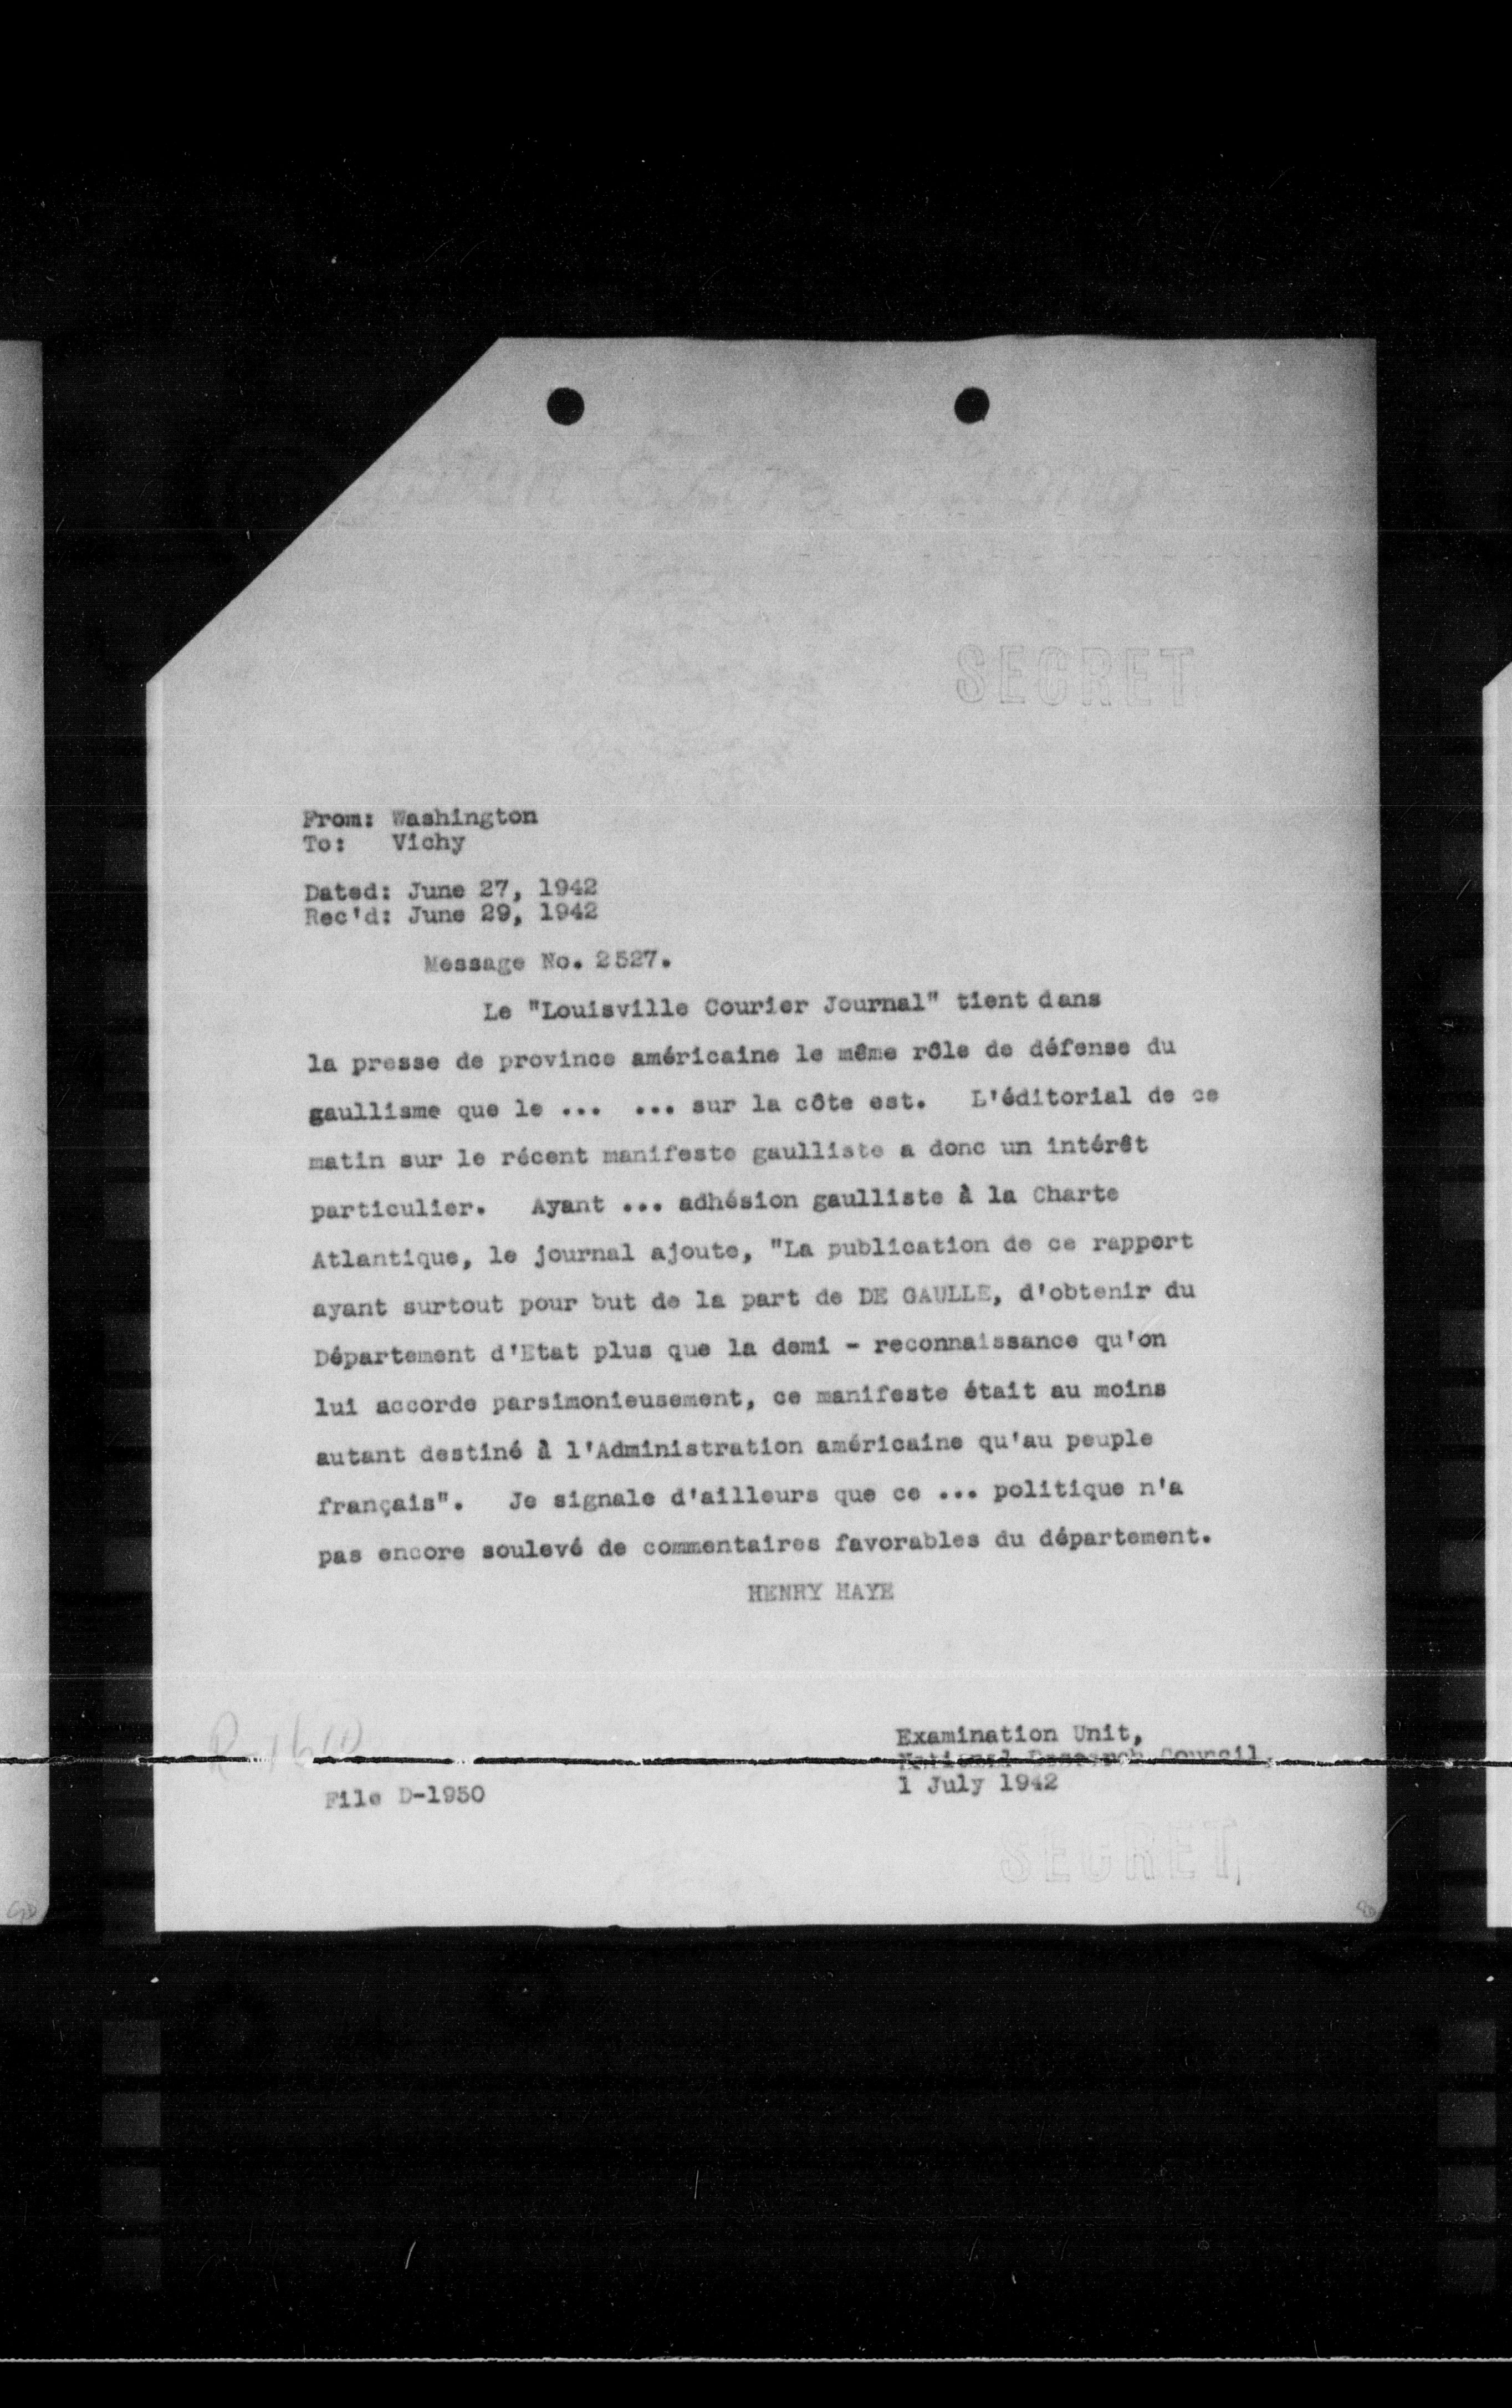 SECRET
From: Washington
To: Vichy
Dated: June 27, 1942
Rec'd: June 29, 1942
Message No. 2527.
Le "Louisville Courier Journal" tient dans
la presse de province américaine le même rôle de défense du
gaullisme que le ... ... sur la côte est. L'éditorial de ce
matin sur le récent manifeste gaulliste a donc un intérêt
particulier. Ayant ... adhésion gaulliste à la Charte
Atlantique, le journal ajoute, "La publication de ce rapport
ayant surtout pour but de la part de DE GAULLE, d'obtenir du
Département d'Etat plus que la demi - reconnaissance qu'on
lui accorde parsimonieusement, ce manifeste était au moins
autant destiné à l'Administration américaine qu'au peuple
français". Je signale d'ailleurs que ce ... politique n'a
pas encore soulevé de commentaires favorables du département.
HENRY HAYE
Examination Unit,
National Research Council,
1 July 1942
File D-1950
SECRET